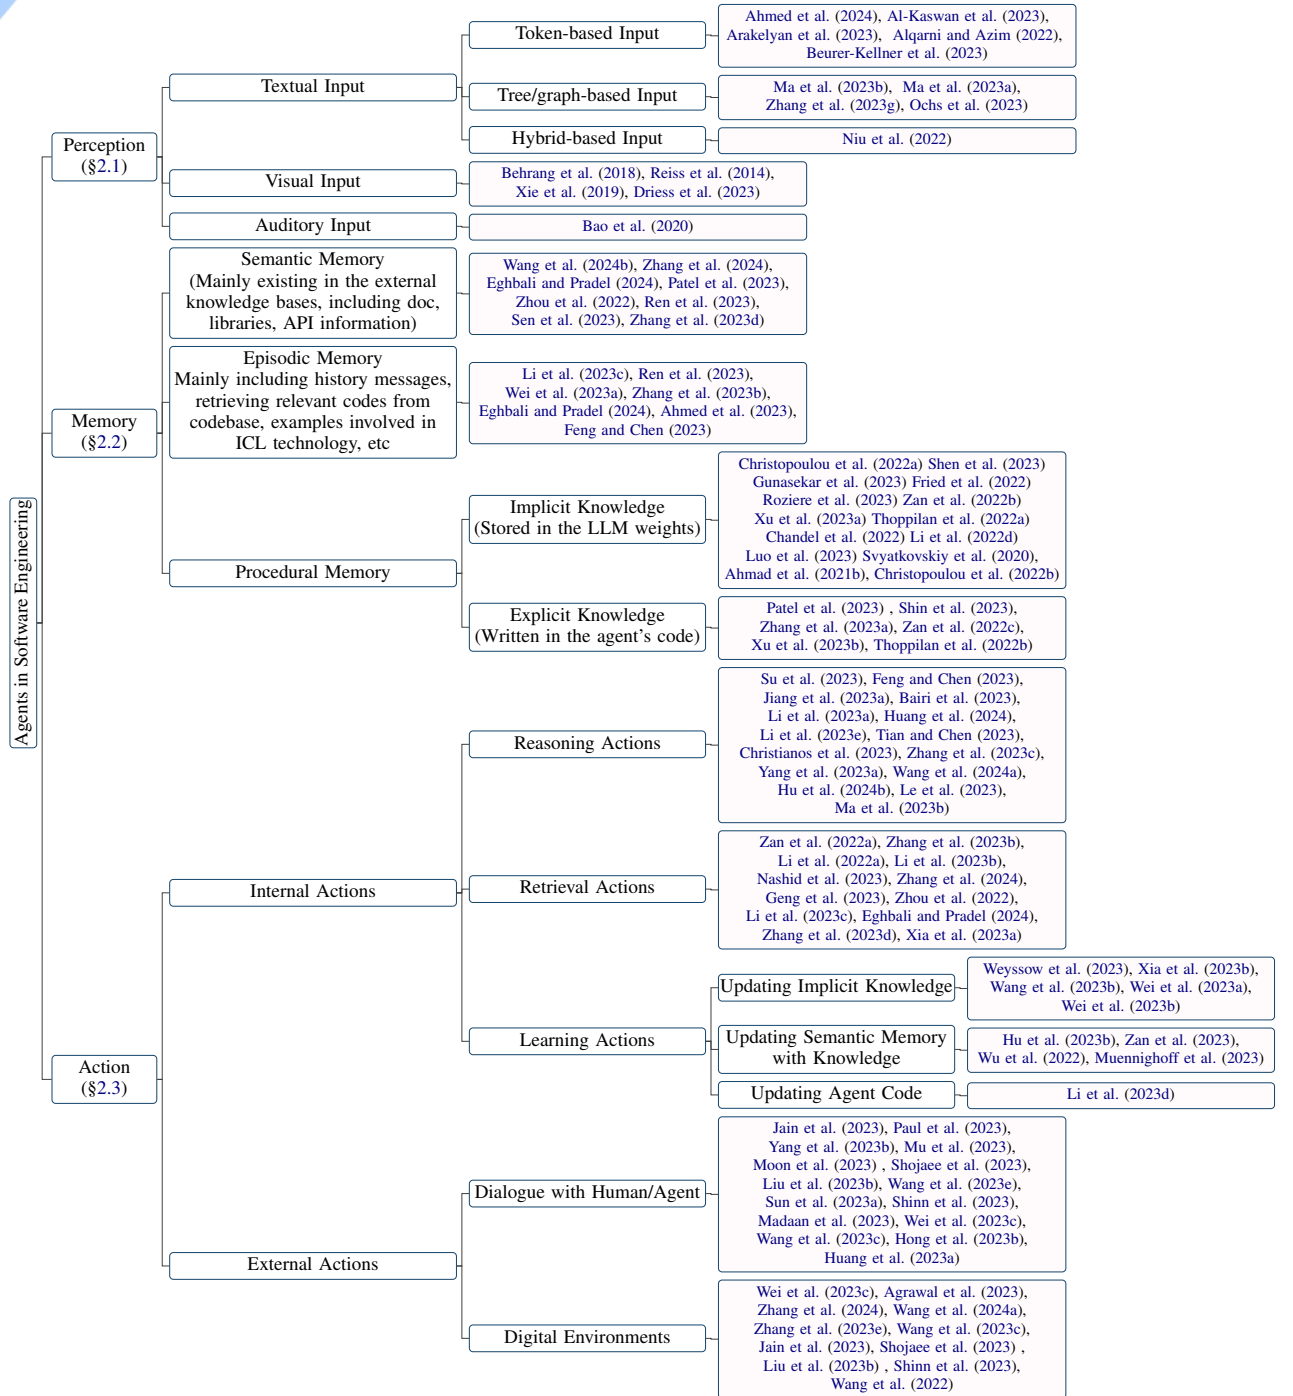 Agents in Software Engineering
Perception
(§2.1)
Textual Input
Token-based Input
Ahmed et al. (2024), Al-Kaswan et al. (2023),
Arakelyan et al. (2023), Alqarni and Azim (2022),
Beurer-Kellner et al. (2023)
Tree/graph-based Input
Ma et al. (2023b), Ma et al. (2023a),
Zhang et al. (2023g), Ochs et al. (2023)
Hybrid-based Input
Niu et al. (2022)
Visual Input
Behrang et al. (2018), Reiss et al. (2014),
Xie et al. (2019), Driess et al. (2023)
Auditory Input
Bao et al. (2020)
Memory
(§2.2)
Semantic Memory
(Mainly existing in the external
knowledge bases, including doc,
libraries, API information)
Wang et al. (2024b), Zhang et al. (2024),
Eghbali and Pradel (2024), Patel et al. (2023),
Zhou et al. (2022), Ren et al. (2023),
Sen et al. (2023), Zhang et al. (2023d)
Episodic Memory
Mainly including history messages,
retrieving relevant codes from
codebase, examples involved in
ICL technology, etc
Li et al. (2023c), Ren et al. (2023),
Wei et al. (2023a), Zhang et al. (2023b),
Eghbali and Pradel (2024), Ahmed et al. (2023),
Feng and Chen (2023)
Procedural Memory
Implicit Knowledge
(Stored in the LLM weights)
Christopoulou et al. (2022a) Shen et al. (2023)
Gunasekar et al. (2023) Fried et al. (2022)
Roziere et al. (2023) Zan et al. (2022b)
Xu et al. (2023a) Thoppilan et al. (2022a)
Chandel et al. (2022) Li et al. (2022d)
Luo et al. (2023) Svyatkovskiy et al. (2020),
Ahmad et al. (2021b), Christopoulou et al. (2022b)
Explicit Knowledge
(Written in the agent's code)
Patel et al. (2023) , Shin et al. (2023),
Zhang et al. (2023a), Zan et al. (2022c),
Xu et al. (2023b), Thoppilan et al. (2022b)
Action
(§2.3)
Internal Actions
Reasoning Actions
Su et al. (2023), Feng and Chen (2023),
Jiang et al. (2023a), Bairi et al. (2023),
Li et al. (2023a), Huang et al. (2024),
Li et al. (2023e), Tian and Chen (2023),
Christianos et al. (2023), Zhang et al. (2023c),
Yang et al. (2023a), Wang et al. (2024a),
Hu et al. (2024b), Le et al. (2023),
Ma et al. (2023b)
Retrieval Actions
Zan et al. (2022a), Zhang et al. (2023b),
Li et al. (2022a), Li et al. (2023b),
Nashid et al. (2023), Zhang et al. (2024),
Geng et al. (2023), Zhou et al. (2022),
Li et al. (2023c), Eghbali and Pradel (2024),
Zhang et al. (2023d), Xia et al. (2023a)
Learning Actions
Updating Implicit Knowledge
Weyssow et al. (2023), Xia et al. (2023b),
Wang et al. (2023b), Wei et al. (2023a),
Wei et al. (2023b)
Updating Semantic Memory
with Knowledge
Hu et al. (2023b), Zan et al. (2023),
Wu et al. (2022), Muennighoff et al. (2023)
Updating Agent Code
Li et al. (2023d)
External Actions
Dialogue with Human/Agent
Jain et al. (2023), Paul et al. (2023),
Yang et al. (2023b), Mu et al. (2023),
Moon et al. (2023) , Shojaee et al. (2023),
Liu et al. (2023b), Wang et al. (2023e),
Sun et al. (2023a), Shinn et al. (2023),
Madaan et al. (2023), Wei et al. (2023c),
Wang et al. (2023c), Hong et al. (2023b),
Huang et al. (2023a)
Digital Environments
Wei et al. (2023c), Agrawal et al. (2023),
Zhang et al. (2024), Wang et al. (2024a),
Zhang et al. (2023e), Wang et al. (2023c),
Jain et al. (2023), Shojaee et al. (2023) ,
Liu et al. (2023b) , Shinn et al. (2023),
Wang et al. (2022)